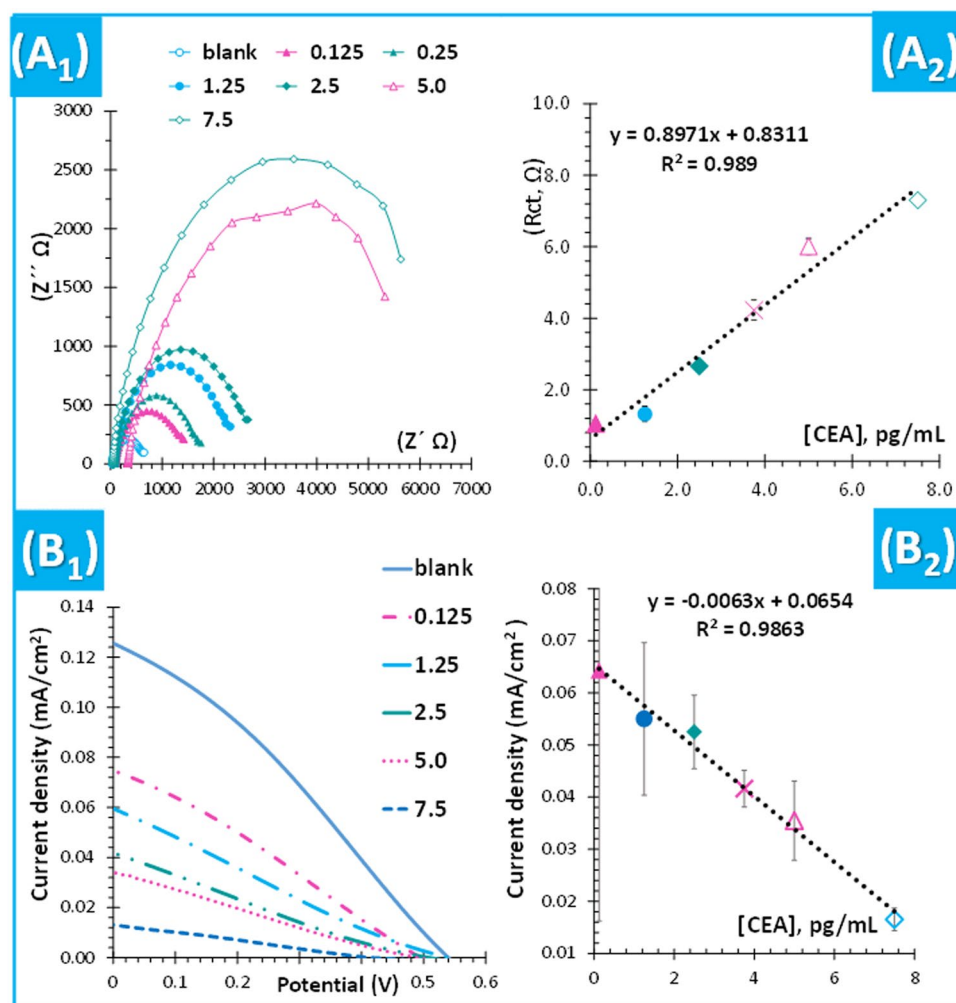 (A1)
blank 0.125 0.25
1.25 2.5 5.0
7.5
3000
2500
2000
1500
1000
500
0
(Z´´ Ω)
(Z´ Ω)
0 1000 2000 3000 4000 5000 6000 7000
(A2)
10.0
8.0
6.0
4.0
2.0
0.0
(Rct, Ω)
y = 0.8971x + 0.8311
R² = 0.989
[CEA], pg/mL
0.0 2.0 4.0 6.0 8.0
(B1)
blank
0.125
1.25
2.5
5.0
7.5
0.14
0.12
0.10
0.08
0.06
0.04
0.02
0.00
Current density (mA/cm²)
0.0 0.1 0.2 0.3 0.4 0.5 0.6
Potential (V)
(B2)
0.08
0.07
0.06
0.05
0.04
0.03
0.02
0.01
Current density (mA/cm²)
y = -0.0063x + 0.0654
R² = 0.9863
[CEA], pg/mL
0 2 4 6 8